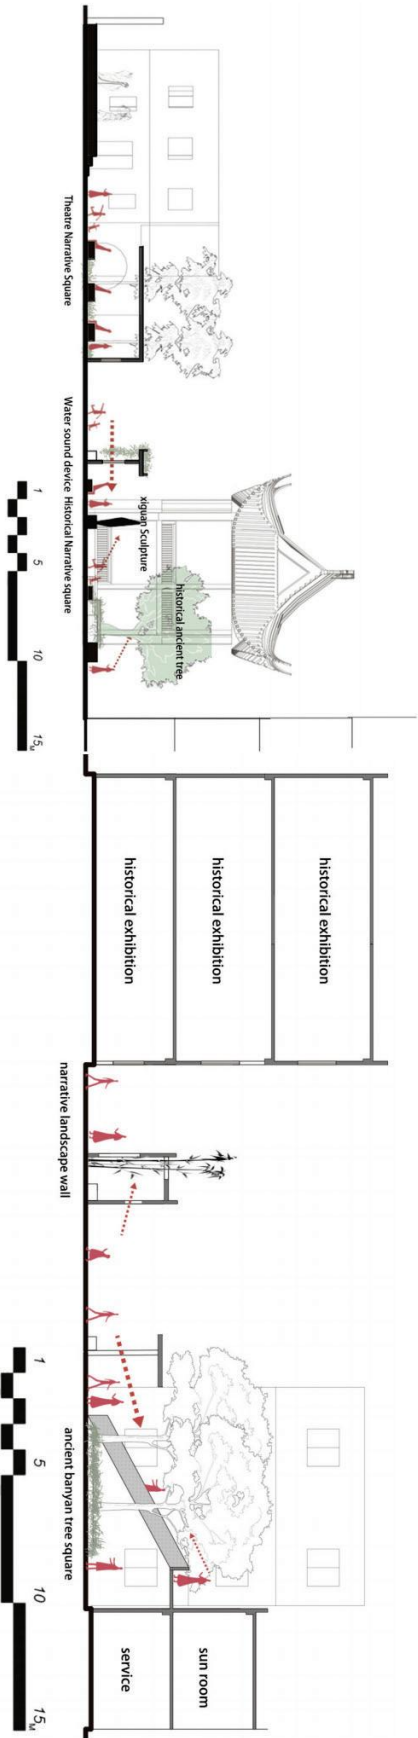 Theatre Narrative Square
Water sound device
Historical Narrative square
xiguan Sculpture
historical ancient tree
1
5
10
15M
historical exhibition
historical exhibition
historical exhibition
narrative landscape wall
ancient banyan tree square
sun room
service
1
5
10
15M